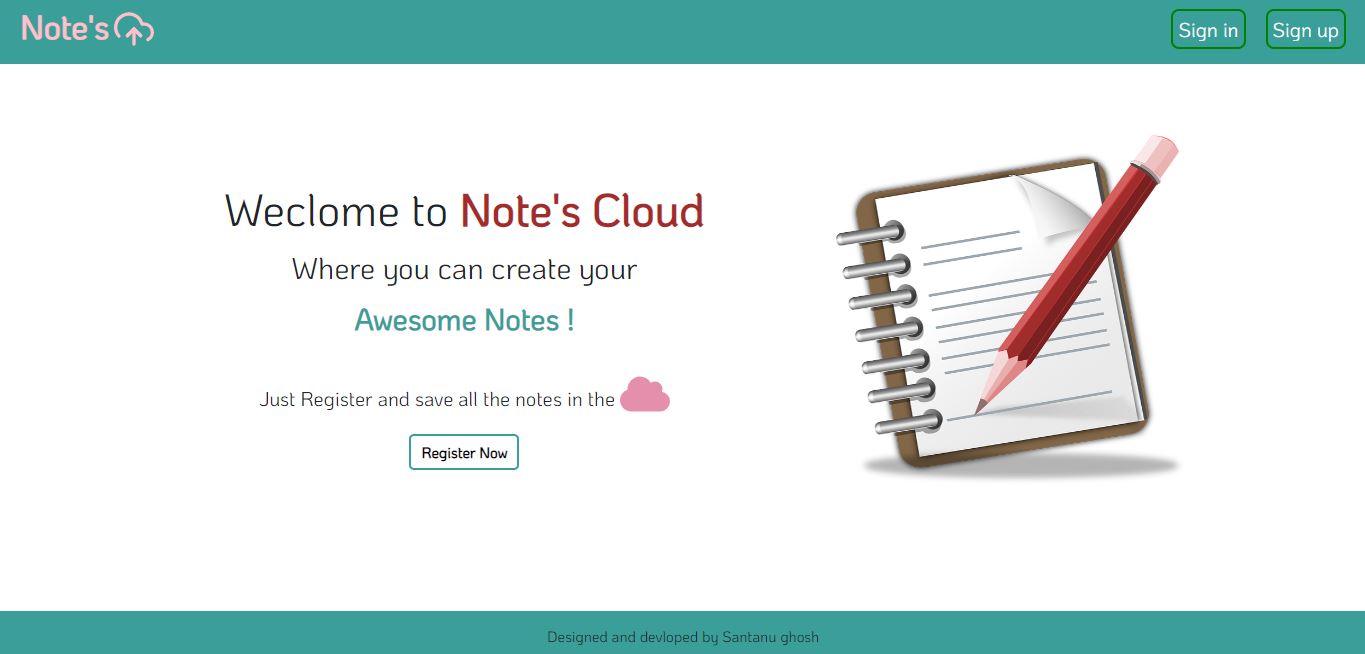 Note's
Sign in
Sign up
Weclome to Note's Cloud
Where you can create your
Awesome Notes !
Just Register and save all the notes in the
Register Now
Designed and devloped by Santanu ghosh